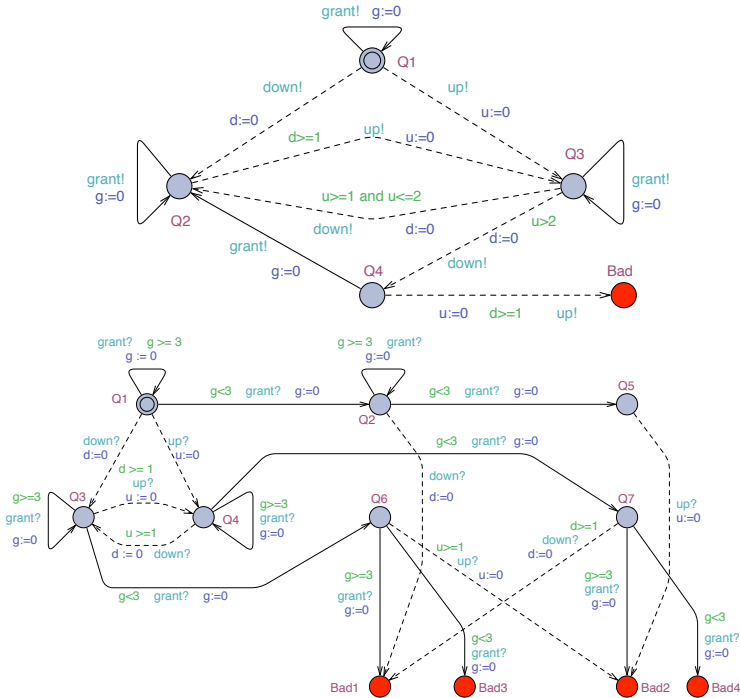 grant! g:=0
Q1
down!
up!
d:=0
u:=0
d>=1
up!
u:=0
Q3
grant!
g:=0
u>=1 and u<=2
grant!
g:=0
Q2
down!
d:=0
u>2
d:=0
grant!
down!
g:=0
Q4
Bad
u:=0 d>=1 up!
grant? g >= 3
g := 0
g >= 3 grant?
g:=0
Q1
g<3 grant? g:=0
Q2
g<3 grant? g:=0
Q5
down?
d:=0
up?
u:=0
g<3 grant? g:=0
d >= 1
up?
u := 0
down?
d:=0
g>=3
grant?
g:=0
Q3
Q4
g>=3
grant?
g:=0
u >=1
d := 0 down?
Q6
Q7
up?
u:=0
d>=1
down?
d:=0
u>=1
up?
u:=0
g>=3
grant?
g:=0
g>=3
grant?
g:=0
g<3 grant? g:=0
g<3
grant?
g:=0
g<3
grant?
g:=0
Bad1
Bad3
Bad2
Bad4